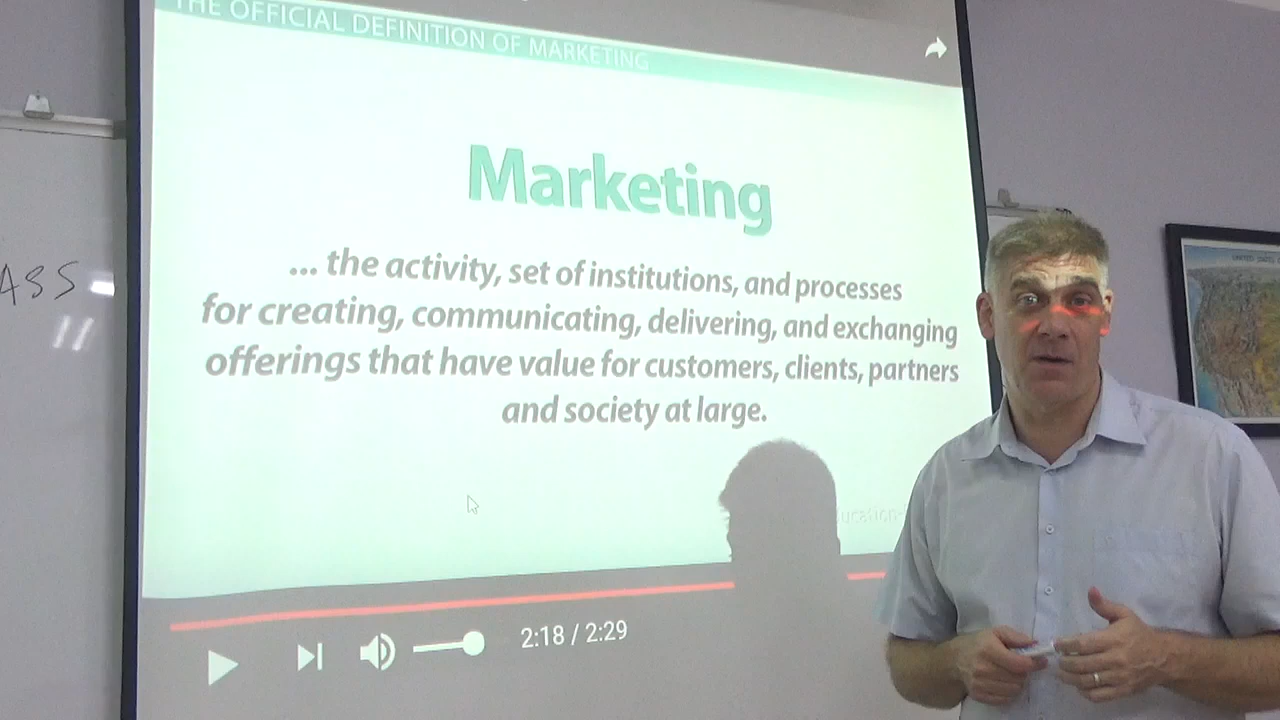 THE OFFICIAL DEFINITION OF MARKETING
Marketing
... the activity, set of institutions, and processes
for creating, communicating, delivering, and exchanging
offerings that have value for customers, clients, partners
and society at large.
2:18 / 2:29
ASS